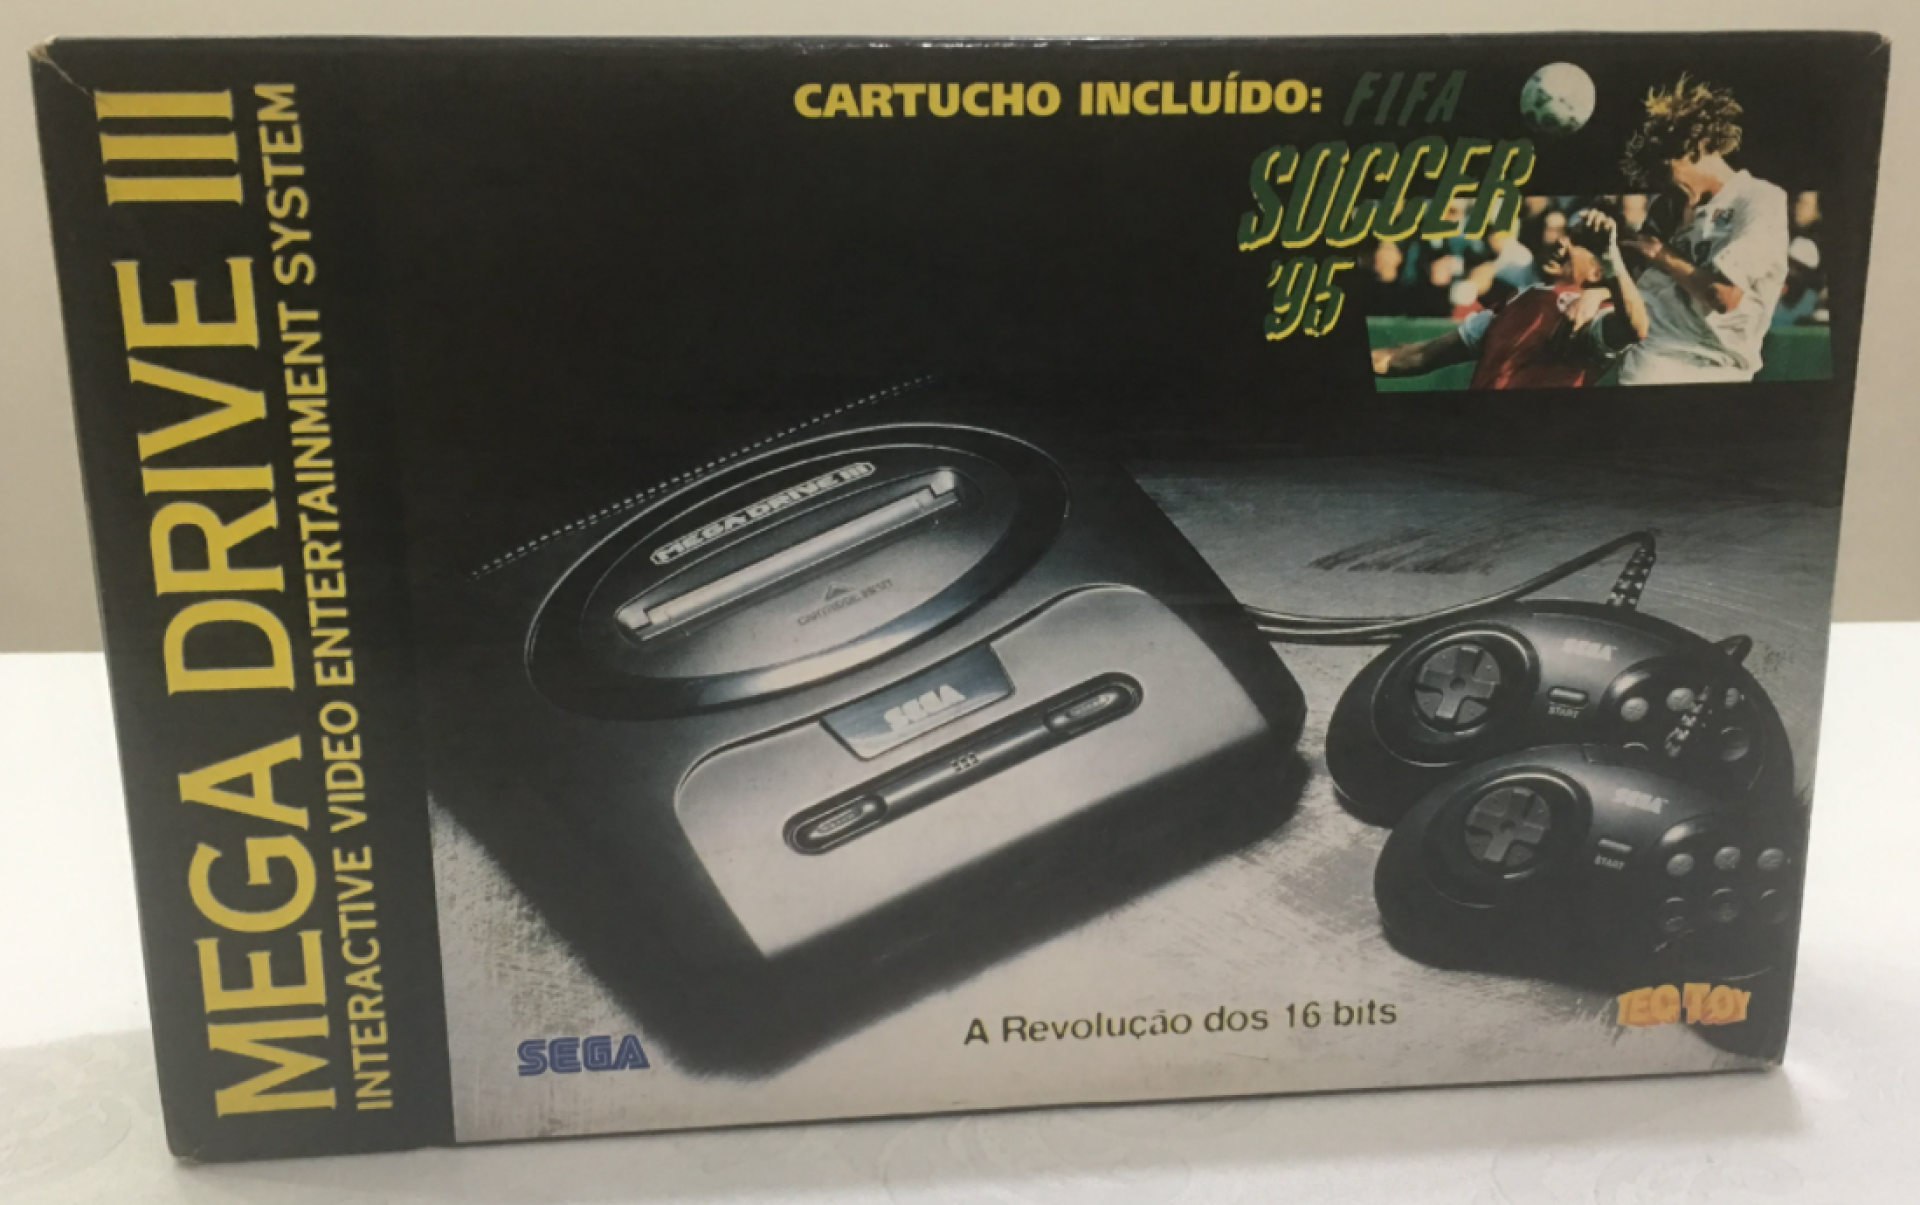 MEGA DRIVE III
INTERACTIVE VIDEO ENTERTAINMENT SYSTEM
CARTUCHO INCLUÍDO: FIFA
SOCCER
'95
MEGA DRIVE III
SEGA
SEGA
START
SEGA
START
A Revolução dos 16 bits
SEGA
TEC TOY